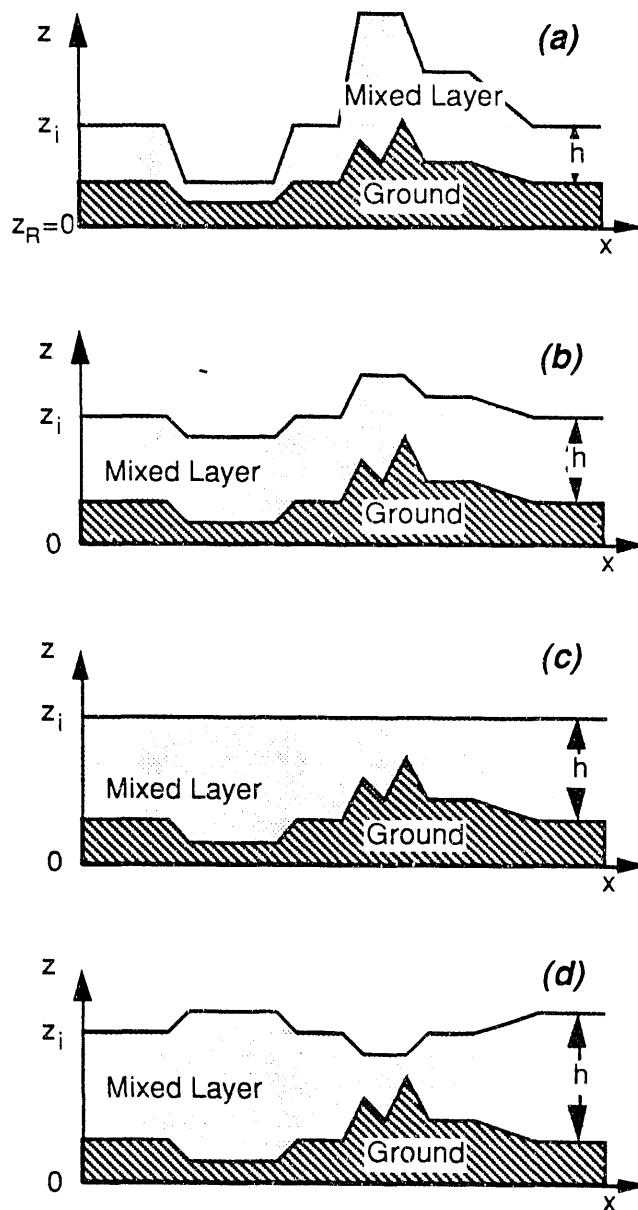 z
(a)
Mixed Layer
z_i
h
Ground
z_R=0
x
z
(b)
z_i
Mixed Layer
h
Ground
0
x
z
(c)
z_i
Mixed Layer
h
Ground
0
x
z
(d)
z_i
Mixed Layer
h
Ground
0
x